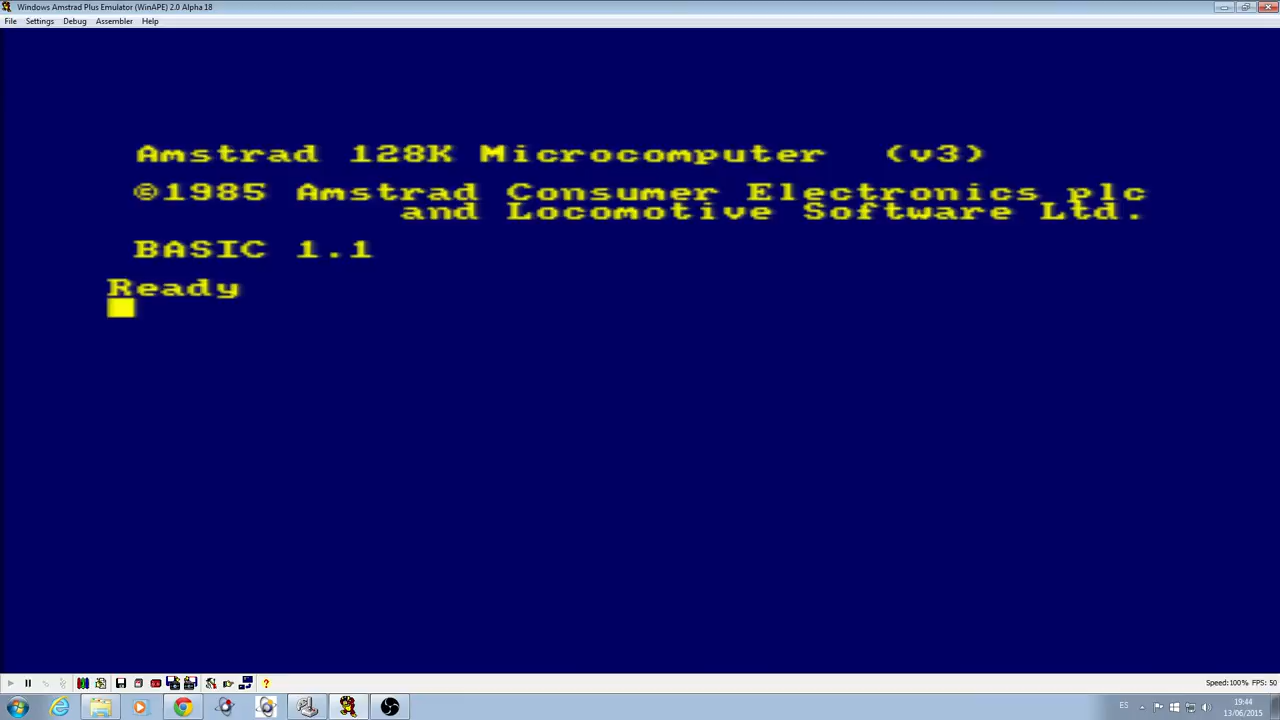 Windows Amstrad Plus Emulator (WinAPE) 2.0 Alpha 18
File Settings Debug Assembler Help
Amstrad 128K Microcomputer (v3)
©1985 Amstrad Consumer Electronics plc
and Locomotive Software Ltd.
BASIC 1.1
Ready
Speed:100% FPS: 50
ES
19:44
13/06/2015